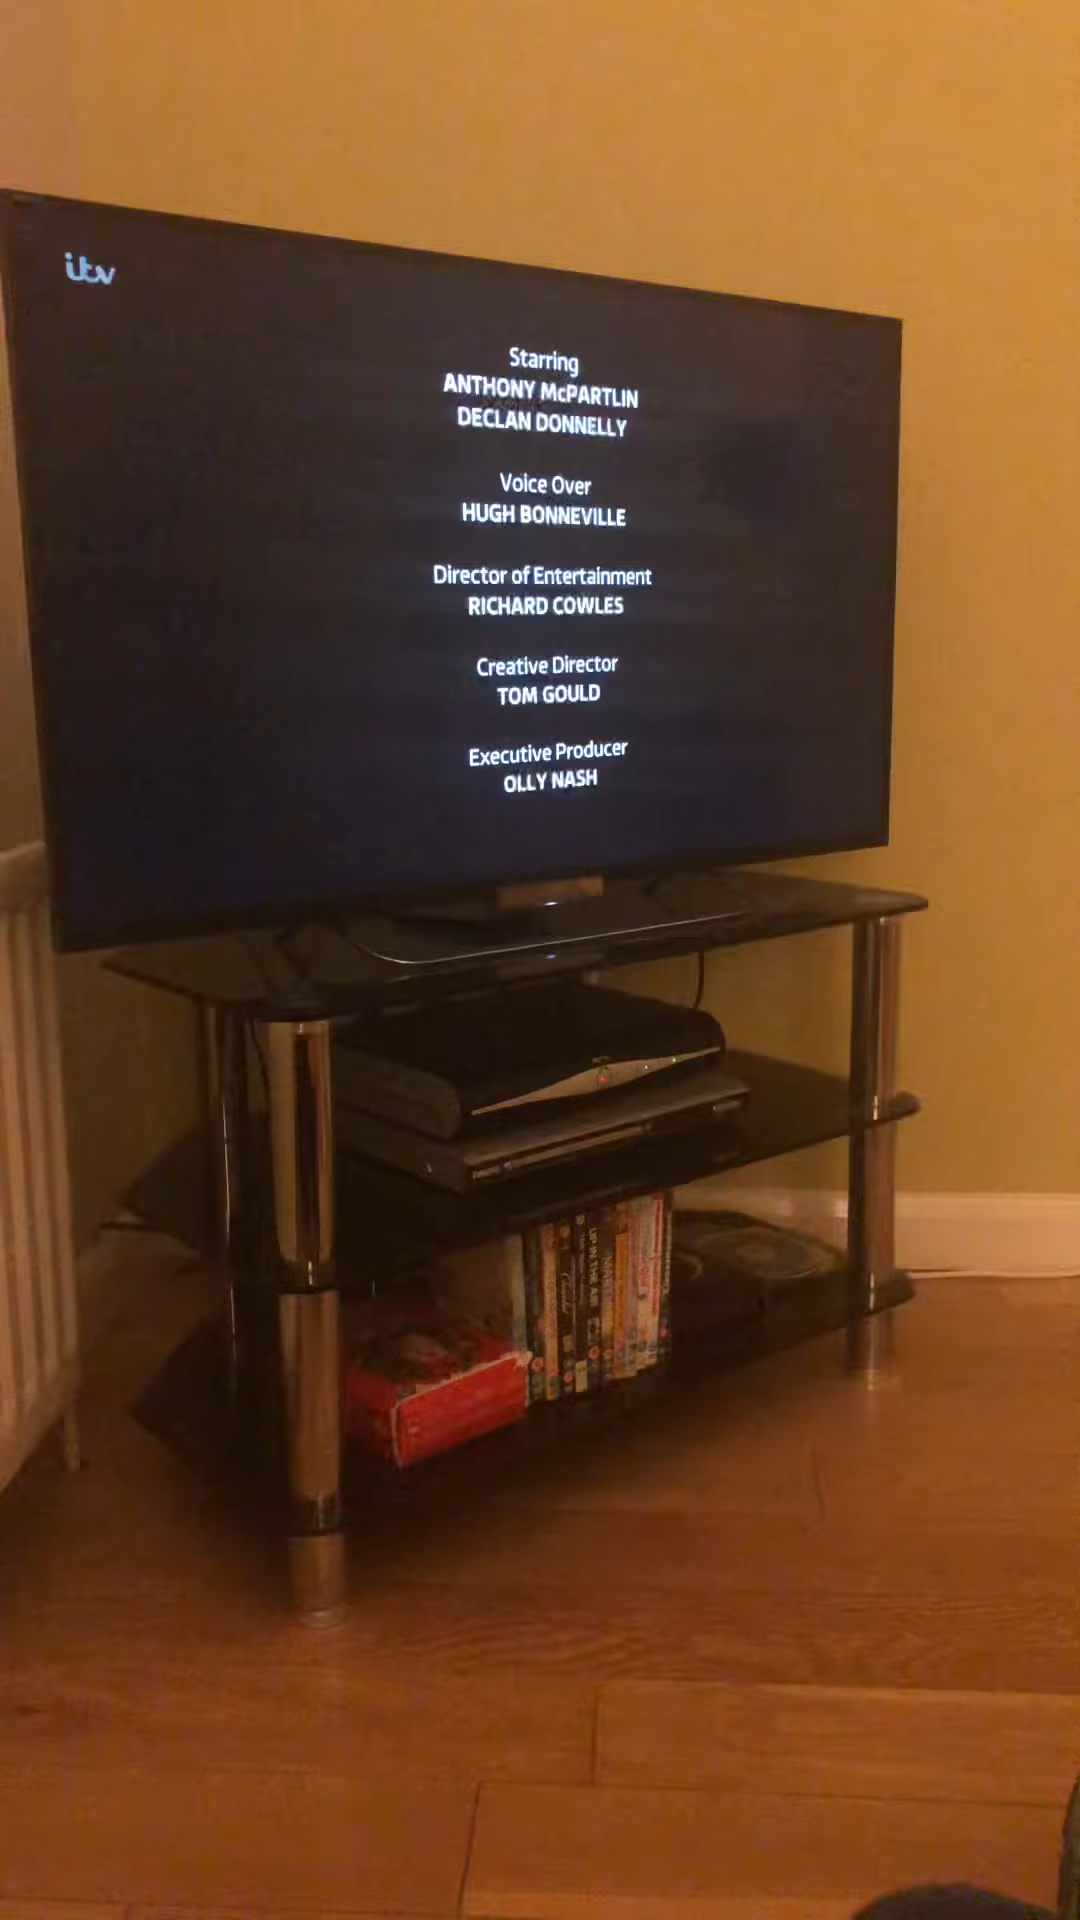 itv
Starring
ANTHONY McPARTLIN
DECLAN DONNELLY
Voice Over
HUGH BONNEVILLE
Director of Entertainment
RICHARD COWLES
Creative Director
TOM GOULD
Executive Producer
OLLY NASH
UP IN THE AIR